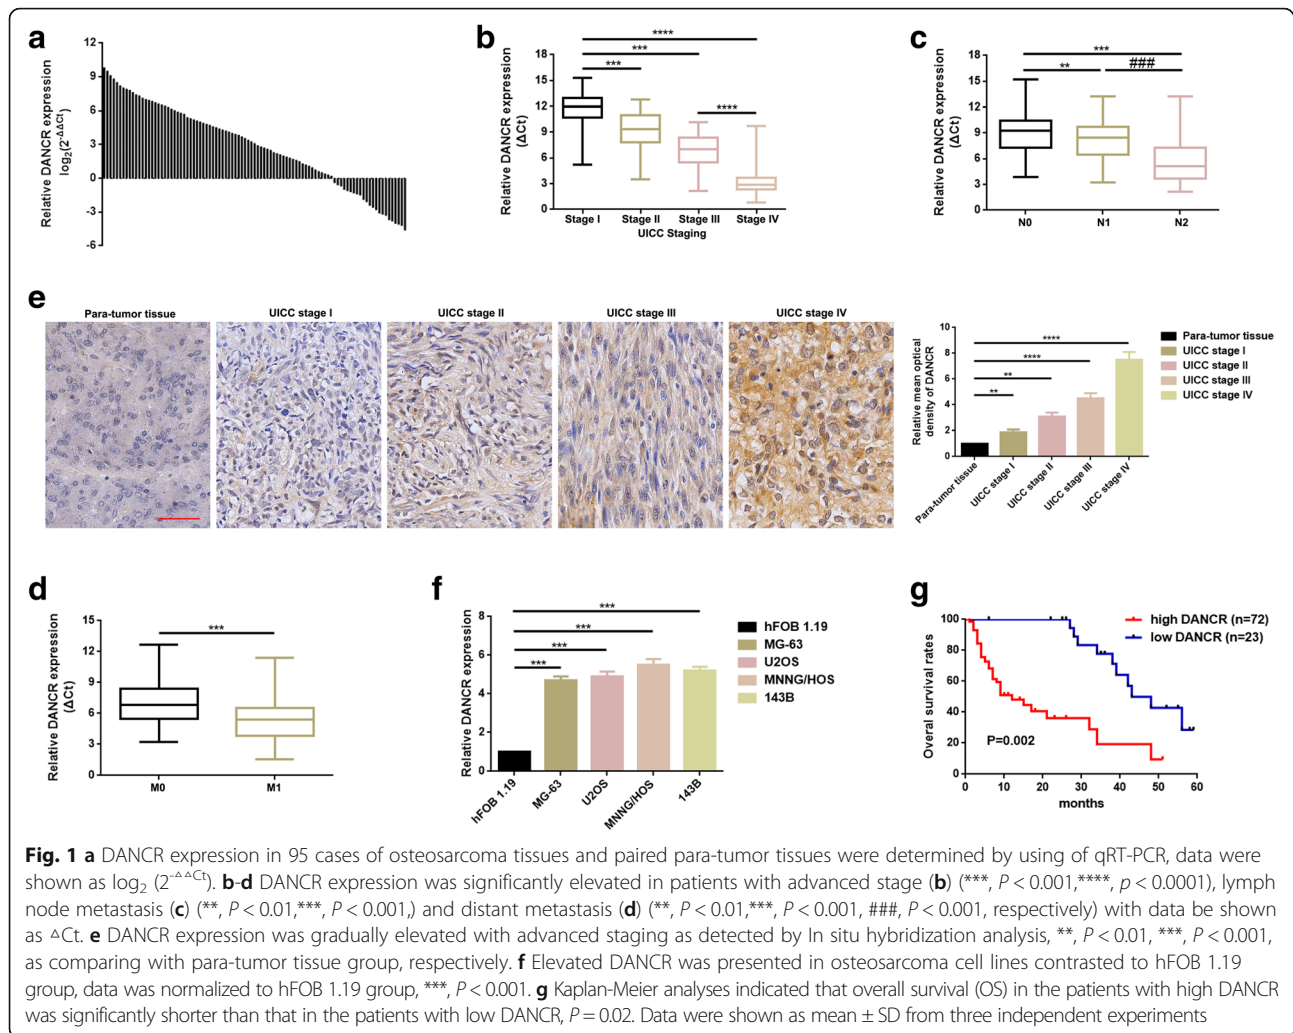 a
12
9
6
3
0
-3
-6
Relative DANCR expression
log2(2-ΔΔCt)
b
Relative DANCR expression
(ΔCt)
18
15
12
9
6
3
0
****
***
***
****
Stage I Stage II Stage III Stage IV
UICC Staging
c
Relative DANCR expression
(ΔCt)
18
15
12
9
6
3
0
***
** ###
N0 N1 N2
e
Para-tumor tissue UICC stage I UICC stage II UICC stage III UICC stage IV
Relative mean optical
density of DANCR
10
8
6
4
2
0
****
****
**
**
Para-tumor tissue
UICC stage I
UICC stage II
UICC stage III
UICC stage IV
Para-tumor tissue
UICC stage I
UICC stage II
UICC stage III
UICC stage IV
d
Relative DANCR expression
(ΔCt)
15
12
9
6
3
0
***
M0 M1
f
Relative DANCR expression
8
6
4
2
0
***
***
***
***
hFOB 1.19
MG-63
U2OS
MNNG/HOS
143B
hFOB 1.19
MG-63
U2OS
MNNG/HOS
143B
g
Overall survival rates
100
80
60
40
20
0
high DANCR (n=72)
low DANCR (n=23)
P=0.002
0 10 20 30 40 50 60
months
Fig. 1 a DANCR expression in 95 cases of osteosarcoma tissues and paired para-tumor tissues were determined by using of qRT-PCR, data were
shown as log2 (2-△△Ct). b-d DANCR expression was significantly elevated in patients with advanced stage (b) (***, P < 0.001,****, p < 0.0001), lymph
node metastasis (c) (**, P < 0.01,***, P < 0.001,) and distant metastasis (d) (**, P < 0.01,***, P < 0.001, ###, P < 0.001, respectively) with data be shown
as △Ct. e DANCR expression was gradually elevated with advanced staging as detected by In situ hybridization analysis, **, P < 0.01, ***, P < 0.001,
as comparing with para-tumor tissue group, respectively. f Elevated DANCR was presented in osteosarcoma cell lines contrasted to hFOB 1.19
group, data was normalized to hFOB 1.19 group, ***, P < 0.001. g Kaplan-Meier analyses indicated that overall survival (OS) in the patients with high DANCR
was significantly shorter than that in the patients with low DANCR, P = 0.02. Data were shown as mean ± SD from three independent experiments